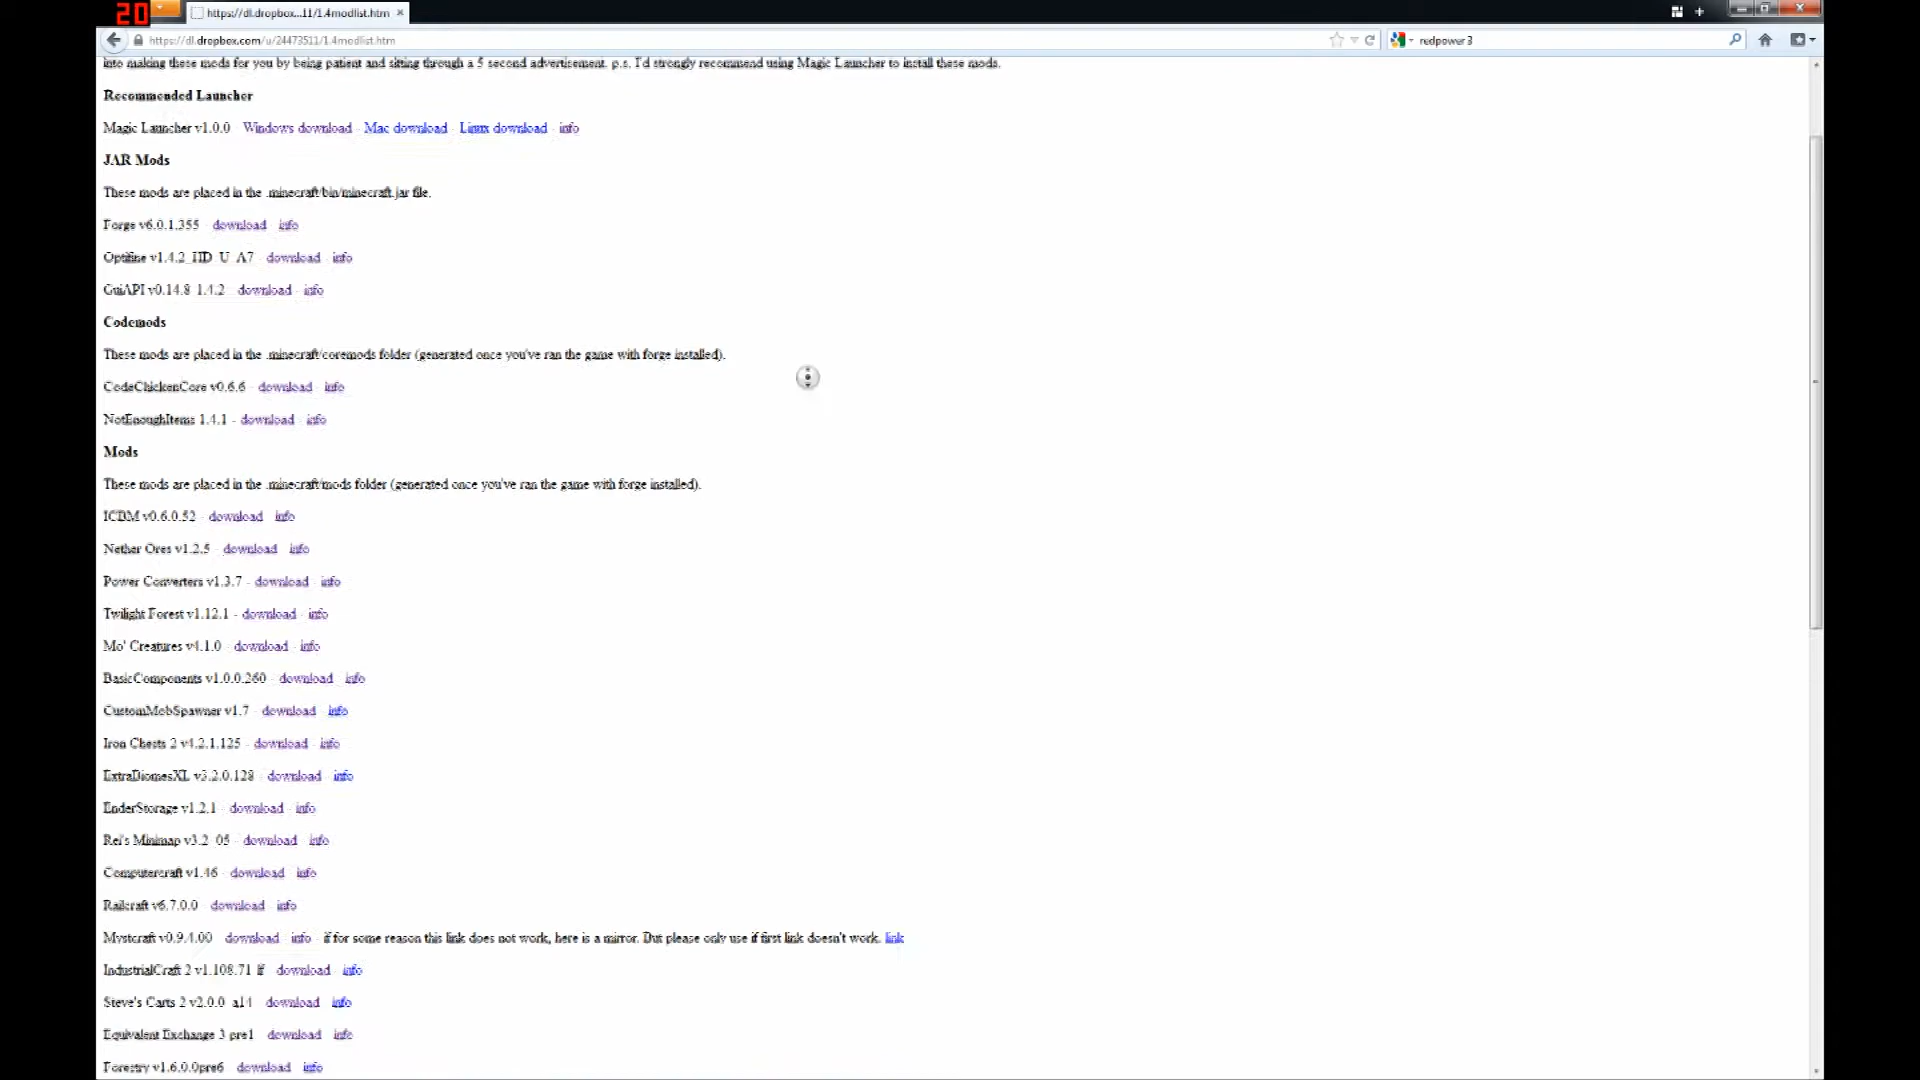 20
https://dl.dropbox...11/1.4modlist.htm
https://dl.dropbox.com/u/24473511/1.4modlist.htm
redpower3
into making these mods for you by being patient and sitting through a 5 second advertisement. p.s. I'd strongly recommend using Magic Launcher to install these mods.
Recommended Launcher
Magic Launcher v1.0.0 - Windows download - Mac download - Linux download - info
JAR Mods
These mods are placed in the .minecraft/bin/minecraft.jar file.
Forge v6.0.1.355 - download - info
Optifine v1.4.2_HD_U_A7 - download - info
GuiAPI v0.14.8-1.4.2 - download - info
Codemods
These mods are placed in the .minecraft/coremods folder (generated once you've ran the game with forge installed).
CodeChickenCore v0.6.6 - download - info
NotEnoughItems 1.4.1 - download - info
Mods
These mods are placed in the .minecraft/mods folder (generated once you've ran the game with forge installed).
ICBM v0.6.0.52 - download - info
Nether Ores v1.2.5 - download - info
Power Converters v1.3.7 - download - info
Twilight Forest v1.12.1 - download - info
Mo' Creatures v4.1.0 - download - info
BasicComponents v1.0.0.260 - download - info
CustomMobSpawner v1.7 - download - info
Iron Chests 2 v4.2.1.125 - download - info
ExtraBiomesXL v3.2.0.128 - download - info
EnderStorage v1.2.1 - download - info
Rei's Minimap v3.2_05 - download - info
Computercraft v1.46 - download - info
Railcraft v6.7.0.0 - download - info
Mystcraft v0.9.4.00 - download - info - if for some reason this link does not work, here is a mirror. But please only use if first link doesn't work. link
IndustrialCraft 2 v1.108.71-lf - download - info
Steve's Carts 2 v2.0.0_a14 - download - info
Equivalent Exchange 3 pre1 - download - info
Forestry v1.6.0.0pre6 - download - info